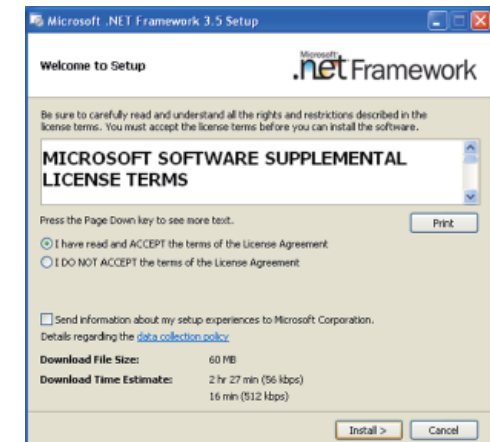 Microsoft .NET Framework 3.5 Setup
Welcome to Setup
Microsoft
.net Framework
Be sure to carefully read and understand all the rights and restrictions described in the
license terms. You must accept the license terms before you can install the software.
MICROSOFT SOFTWARE SUPPLEMENTAL
LICENSE TERMS
Press the Page Down key to see more text.
Print
I have read and ACCEPT the terms of the License Agreement
I DO NOT ACCEPT the terms of the License Agreement
Send information about my setup experiences to Microsoft Corporation.
Details regarding the data collection policy
Download File Size: 60 MB
Download Time Estimate: 2 hr 27 min (56 kbps)
16 min (512 kbps)
Install > Cancel